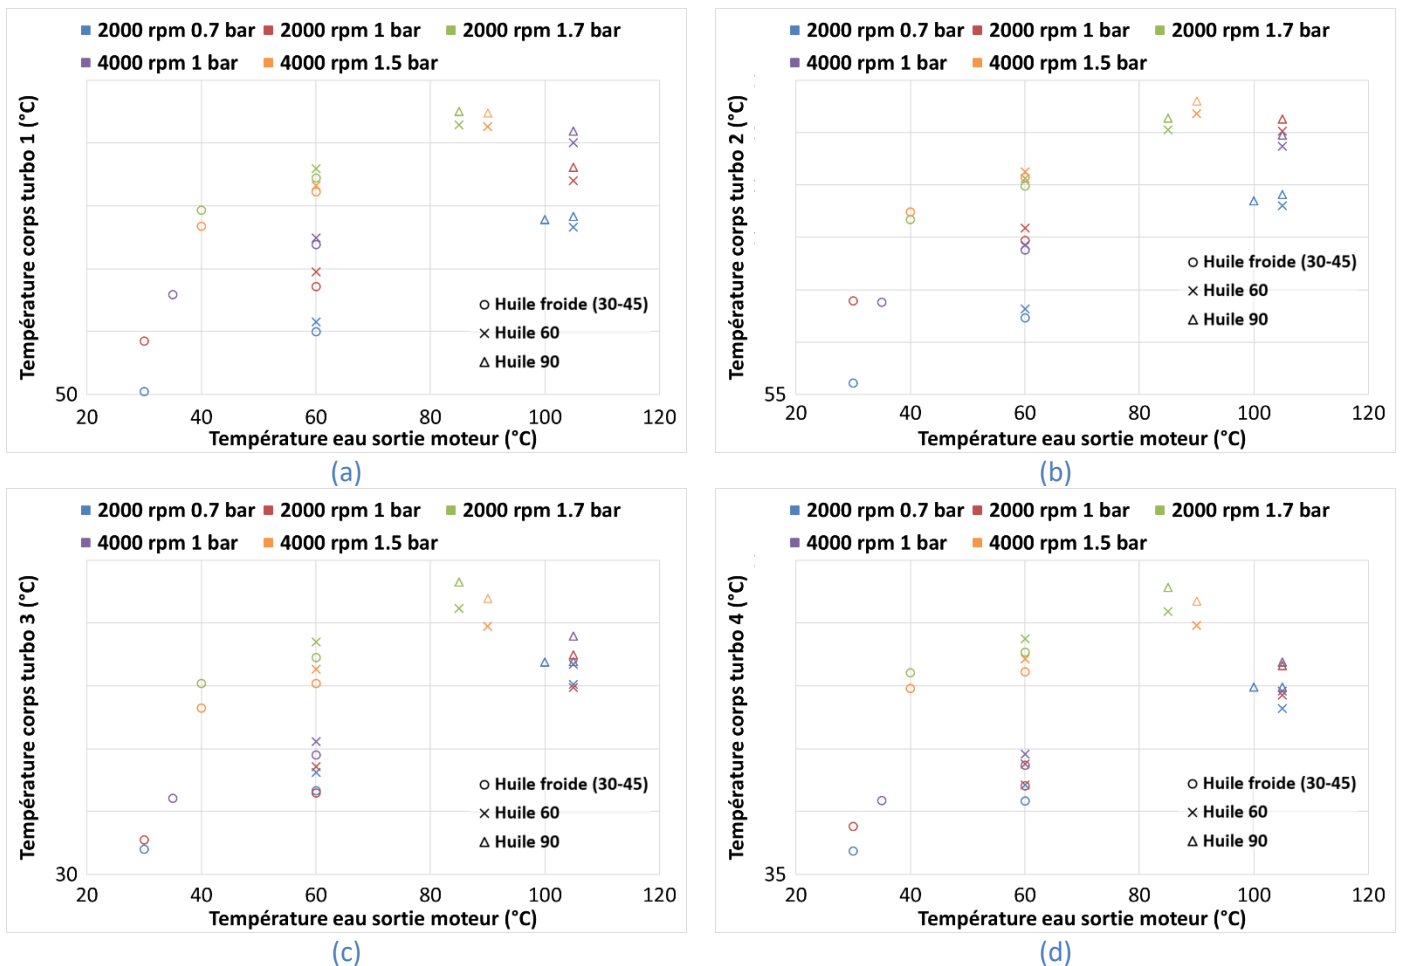 2000 rpm 0.7 bar 2000 rpm 1 bar 2000 rpm 1.7 bar
4000 rpm 1 bar 4000 rpm 1.5 bar
Température corps turbo 1 (°C)
Huile froide (30-45)
Huile 60
Huile 90
50
20 40 60 80 100 120
Température eau sortie moteur (°C)
(a)
2000 rpm 0.7 bar 2000 rpm 1 bar 2000 rpm 1.7 bar
4000 rpm 1 bar 4000 rpm 1.5 bar
Température corps turbo 2 (°C)
Huile froide (30-45)
Huile 60
Huile 90
55
20 40 60 80 100 120
Température eau sortie moteur (°C)
(b)
2000 rpm 0.7 bar 2000 rpm 1 bar 2000 rpm 1.7 bar
4000 rpm 1 bar 4000 rpm 1.5 bar
Température corps turbo 3 (°C)
Huile froide (30-45)
Huile 60
Huile 90
30
20 40 60 80 100 120
Température eau sortie moteur (°C)
(c)
2000 rpm 0.7 bar 2000 rpm 1 bar 2000 rpm 1.7 bar
4000 rpm 1 bar 4000 rpm 1.5 bar
Température corps turbo 4 (°C)
Huile froide (30-45)
Huile 60
Huile 90
35
20 40 60 80 100 120
Température eau sortie moteur (°C)
(d)